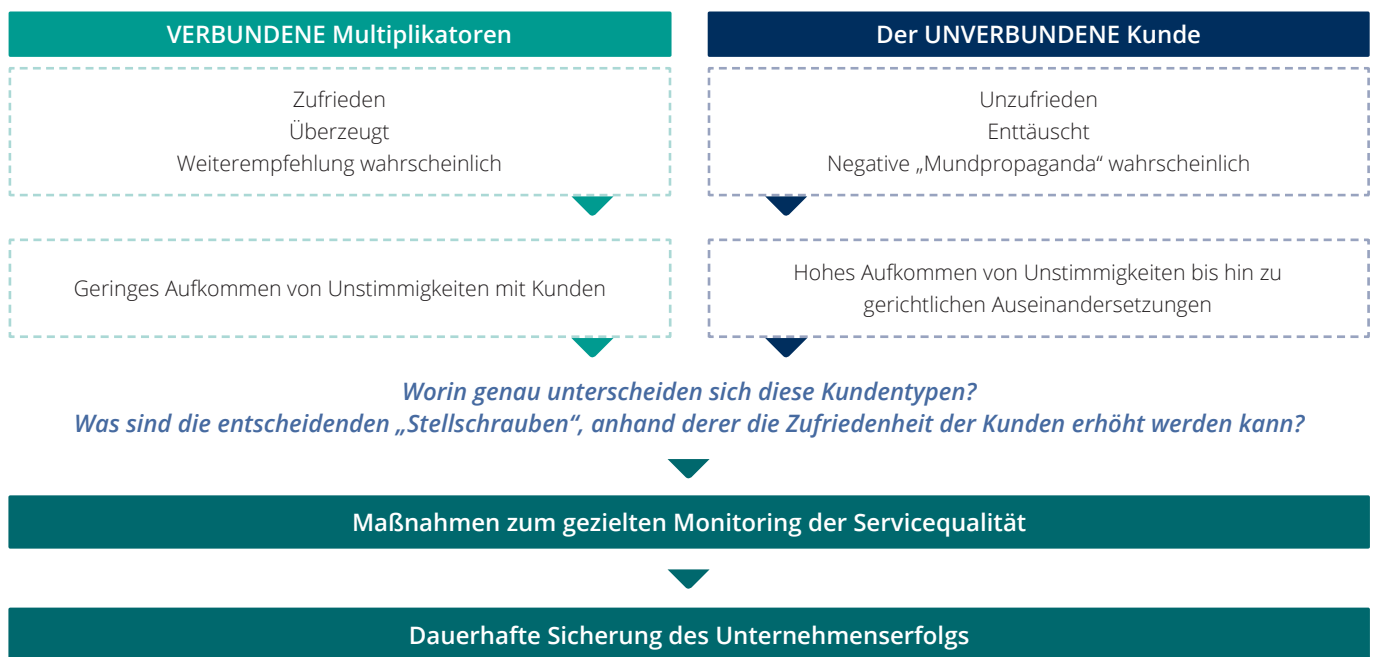 VERBUNDENE Multiplikatoren
Zufrieden
Überzeugt
Weiterempfehlung wahrscheinlich
Geringes Aufkommen von Unstimmigkeiten mit Kunden
Der UNVERBUNDENE Kunde
Unzufrieden
Enttäuscht
Negative „Mundpropaganda“ wahrscheinlich
Hohes Aufkommen von Unstimmigkeiten bis hin zu
gerichtlichen Auseinandersetzungen
Worin genau unterscheiden sich diese Kundentypen?
Was sind die entscheidenden „Stellschrauben“, anhand derer die Zufriedenheit der Kunden erhöht werden kann?
Maßnahmen zum gezielten Monitoring der Servicequalität
Dauerhafte Sicherung des Unternehmenserfolgs